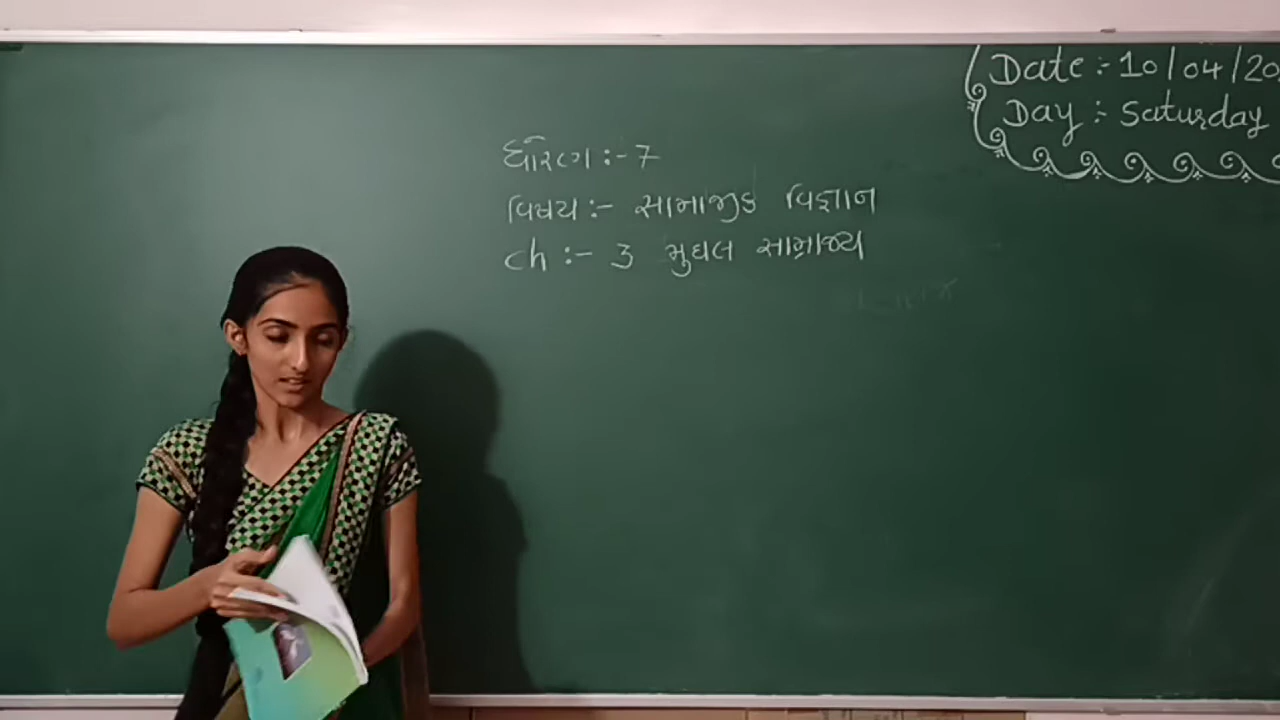 Date :- 10/04/20
Day :- Saturday
ધોરણ :- 7
વિષય :- સામાજીક વિજ્ઞાન
ch :- 3 મુઘલ સામ્રાજ્ય